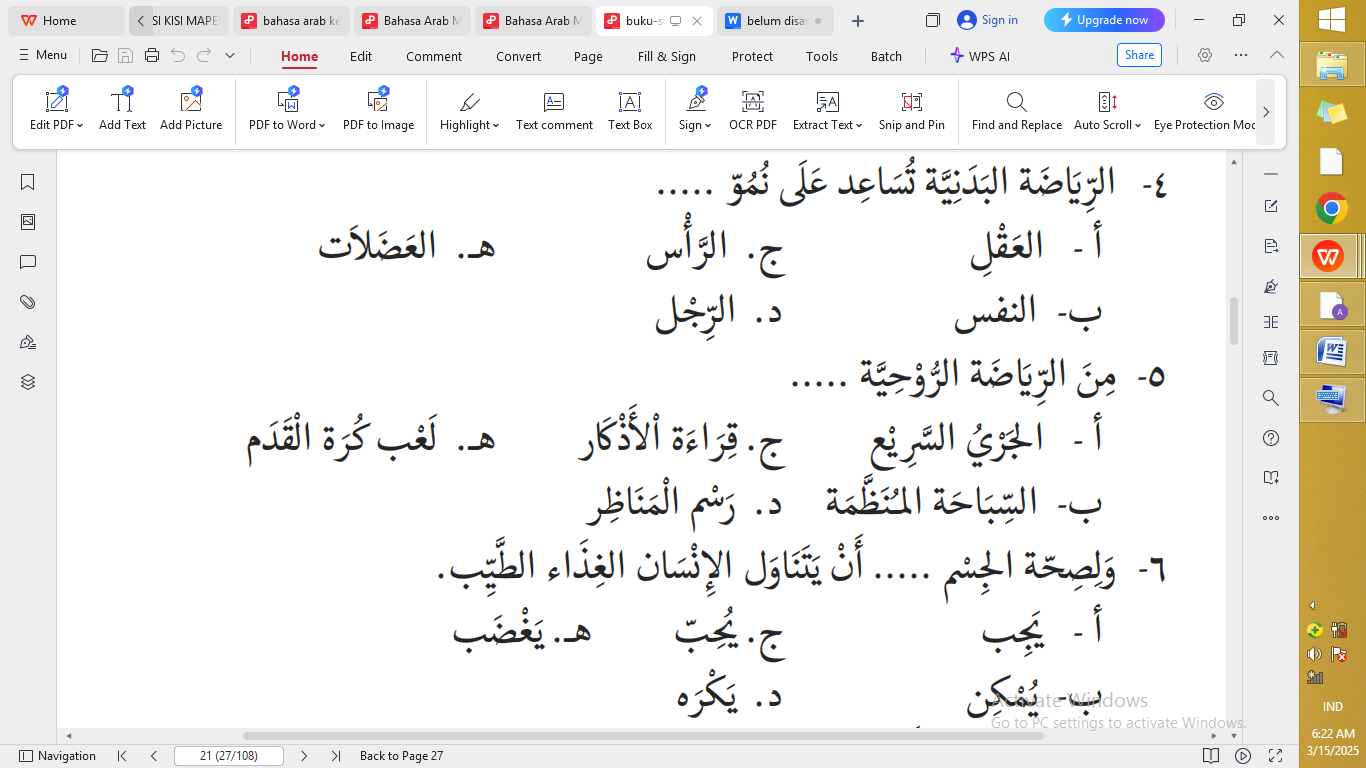 Home
SI KISI MAPE
bahasa arab ke
Bahasa Arab M
Bahasa Arab M
buku-s
belum disa
Sign in
Upgrade now
Menu
Home
Edit
Comment
Convert
Page
Fill & Sign
Protect
Tools
Batch
WPS AI
Share
Edit PDF
Add Text
Add Picture
PDF to Word
PDF to Image
Highlight
Text comment
Text Box
Sign
OCR PDF
Extract Text
Snip and Pin
Find and Replace
Auto Scroll
Eye Protection Mod
٤- الرِّيَاضَة البَدَنِيَّة تُسَاعِد عَلَى نُمُوّ .....
أ - العَقْلِ ج. الرَّأْس هـ. العَضَلاَت
ب- النفس د. الرِّجْل
٥- مِنَ الرِّيَاضَة الرُّوْحِيَّة .....
أ - الجَرْيُ السَّرِيْع ج. قِرَاءَة اْلأَذْكَار هـ. لَعْب كُرَة الْقَدَم
ب- السِّبَاحَة المُنَظَّمَة د. رَسْم الْمَنَاظِر
٦- وَلِصِحّة الجِسْم ..... أَنْ يَتَنَاوَل الإِنْسَان الغِذَاء الطَّيِّب.
أ - يَجِب ج. يُحِبّ هـ. يَغْضَب
ب- يُمْكِن د. يَكْرَه
Activate Windows
Go to PC settings to activate Windows.
Navigation
21 (27/108)
Back to Page 27
IND
6:22 AM
3/15/2025